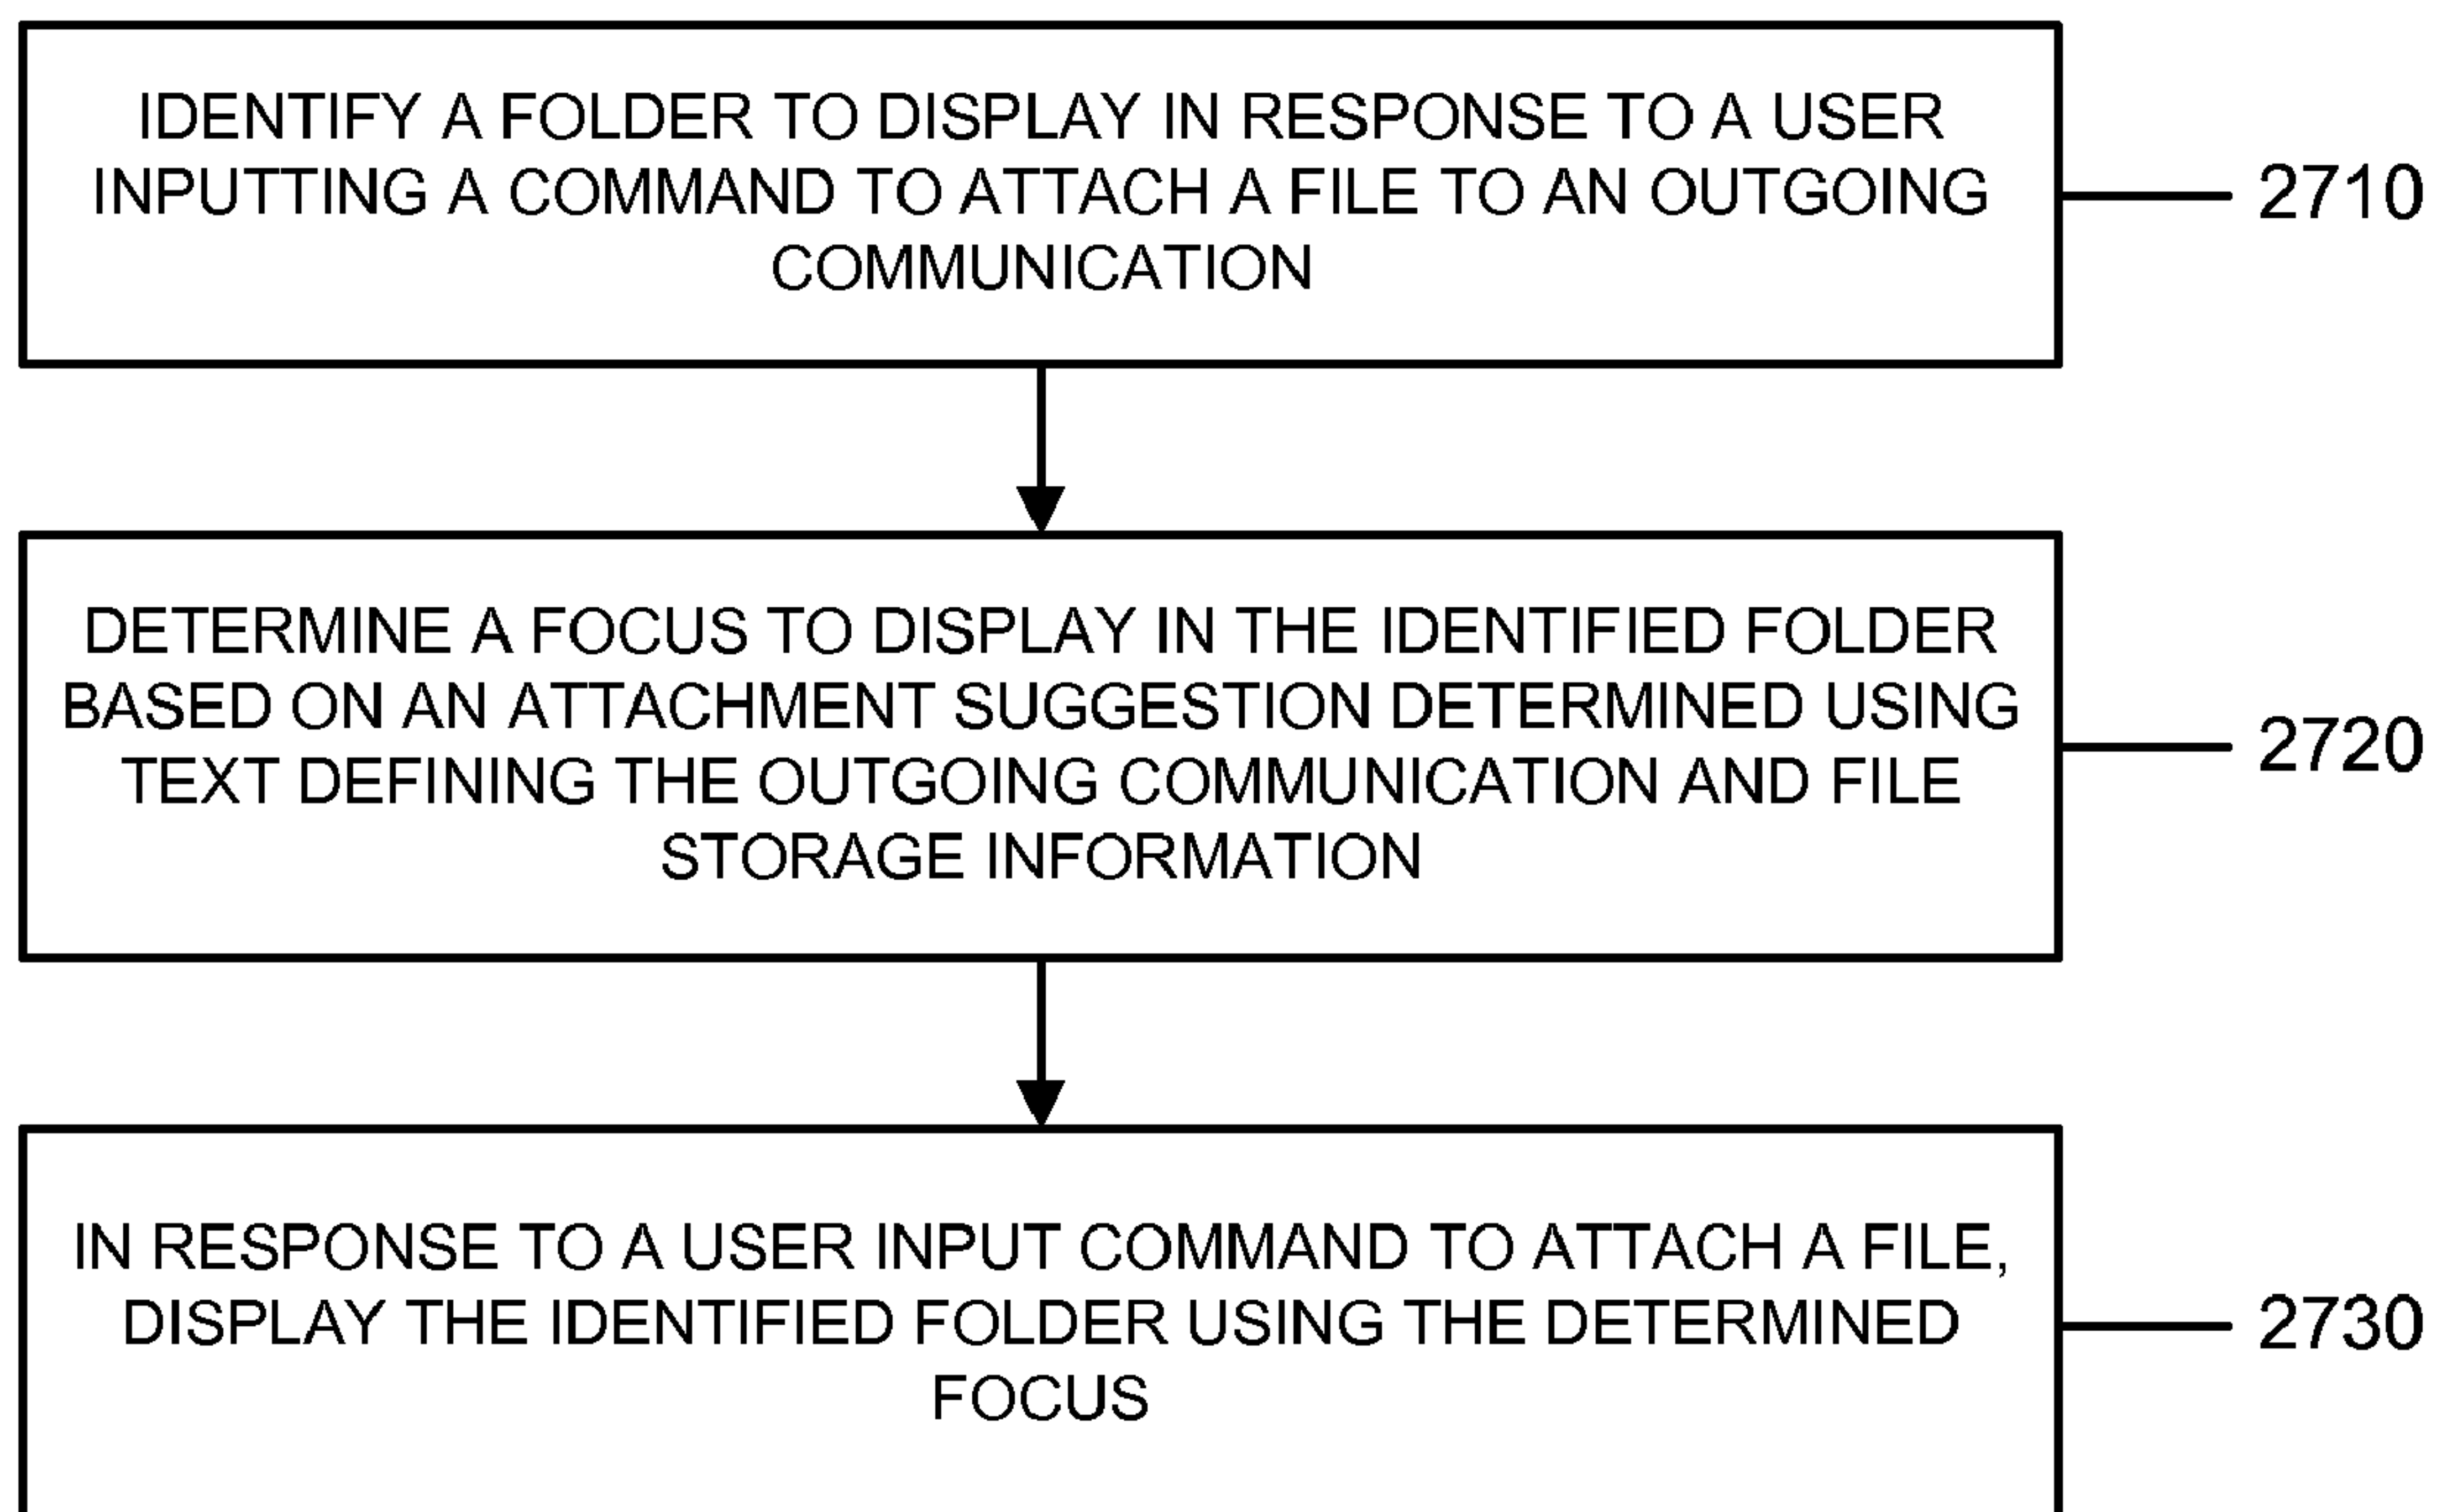 IDENTIFY A FOLDER TO DISPLAY IN RESPONSE TO A USER
INPUTTING A COMMAND TO ATTACH A FILE TO AN OUTGOING
COMMUNICATION
2710
DETERMINE A FOCUS TO DISPLAY IN THE IDENTIFIED FOLDER
BASED ON AN ATTACHMENT SUGGESTION DETERMINED USING
TEXT DEFINING THE OUTGOING COMMUNICATION AND FILE
STORAGE INFORMATION
2720
IN RESPONSE TO A USER INPUT COMMAND TO ATTACH A FILE,
DISPLAY THE IDENTIFIED FOLDER USING THE DETERMINED
FOCUS
2730